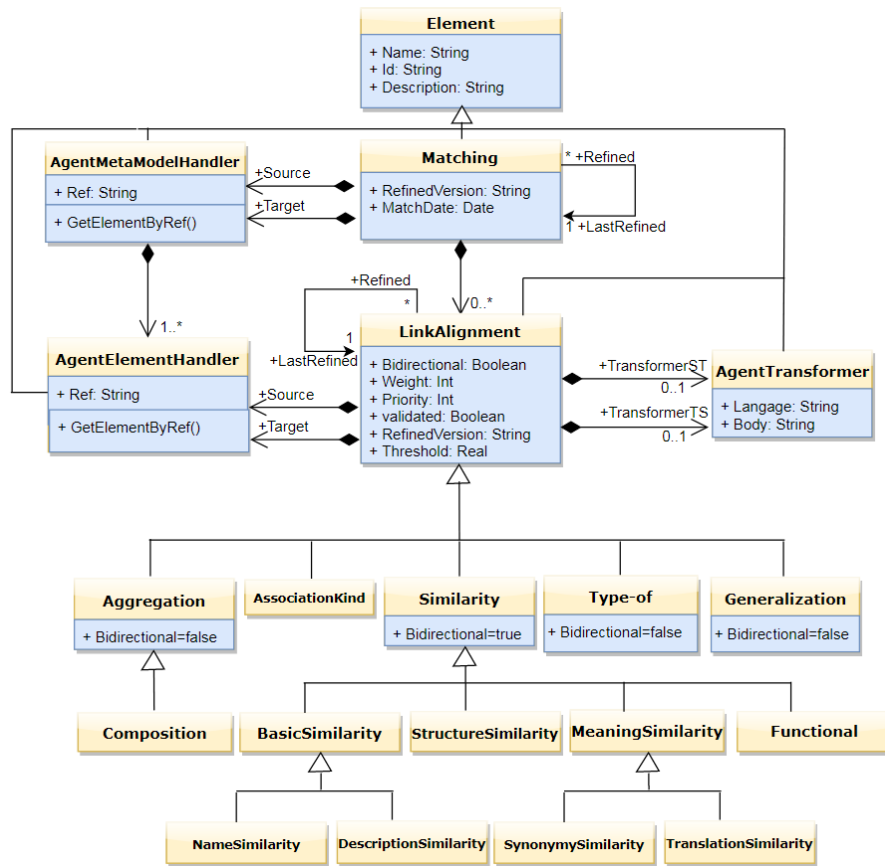 Element
+ Name: String
+ Id: String
+ Description: String
AgentMetaModelHandler
+ Ref: String
+ GetElementByRef()
+Source
+Target
Matching
+ RefinedVersion: String
+ MatchDate: Date
* +Refined
1 +LastRefined
1..*
0..*
+Refined
*
1
+LastRefined
AgentElementHandler
+ Ref: String
+ GetElementByRef()
+Source
+Target
LinkAlignment
+ Bidirectional: Boolean
+ Weight: Int
+ Priority: Int
+ validated: Boolean
+ RefinedVersion: String
+ Threshold: Real
+TransformerST
0..1
+TransformerTS
0..1
AgentTransformer
+ Langage: String
+ Body: String
Aggregation
+ Bidirectional=false
AssociationKind
Similarity
+ Bidirectional=true
Type-of
+ Bidirectional=false
Generalization
+ Bidirectional=false
Composition
BasicSimilarity
StructureSimilarity
MeaningSimilarity
Functional
NameSimilarity
DescriptionSimilarity
SynonymySimilarity
TranslationSimilarity